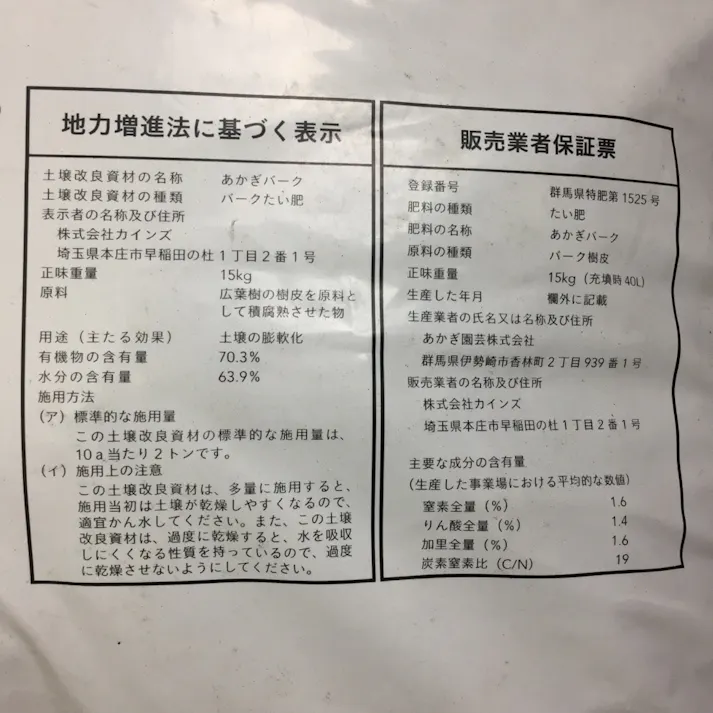 地力増進法に基づく表示
土壌改良資材の名称 あかぎバーク
土壌改良資材の種類 バークたい肥
表示者の名称及び住所
株式会社カインズ
埼玉県本庄市早稲田の杜1丁目2番1号
正味重量 15kg
原料 広葉樹の樹皮を原料と
して積腐熟させた物
用途（主たる効果） 土壌の膨軟化
有機物の含有量 70.3%
水分の含有量 63.9%
施用方法
（ア）標準的な施用量
この土壌改良資材の標準的な施用量は、
10a当たり2トンです。
（イ）施用上の注意
この土壌改良資材は、多量に施用すると、
施用当初は土壌が乾燥しやすくなるので、
適宜かん水してください。また、この土壌
改良資材は、過度に乾燥すると、水を吸収
しにくくなる性質を持っているので、過度
に乾燥させないようにしてください。
販売業者保証票
登録番号 群馬県特肥第1525号
肥料の種類 たい肥
肥料の名称 あかぎバーク
原料の種類 バーク樹皮
正味重量 15kg（充填時40L）
生産した年月 欄外に記載
生産業者の氏名又は名称及び住所
あかぎ園芸株式会社
群馬県伊勢崎市香林町2丁目939番1号
販売業者の名称及び住所
株式会社カインズ
埼玉県本庄市早稲田の杜1丁目2番1号
主要な成分の含有量
（生産した事業場における平均的な数値）
窒素全量（%） 1.6
りん酸全量（%） 1.4
加里全量（%） 1.6
炭素窒素比（C/N） 19